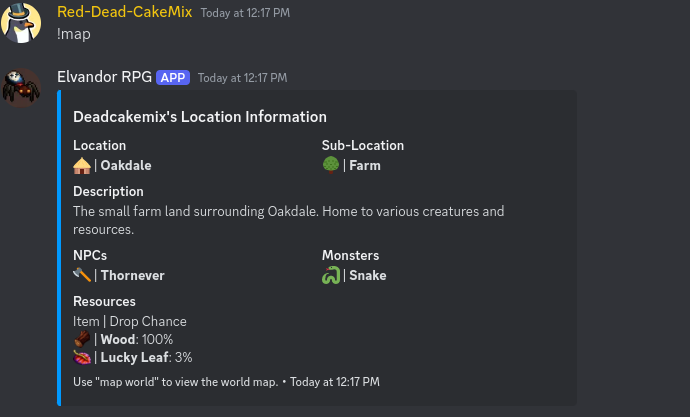 Red-Dead-CakeMix Today at 12:17 PM
!map
Elvandor RPG APP Today at 12:17 PM
Deadcakemix's Location Information
Location Sub-Location
| Oakdale | Farm
Description
The small farm land surrounding Oakdale. Home to various creatures and
resources.
NPCs Monsters
| Thornever | Snake
Resources
Item | Drop Chance
| Wood: 100%
| Lucky Leaf: 3%
Use "map world" to view the world map. • Today at 12:17 PM